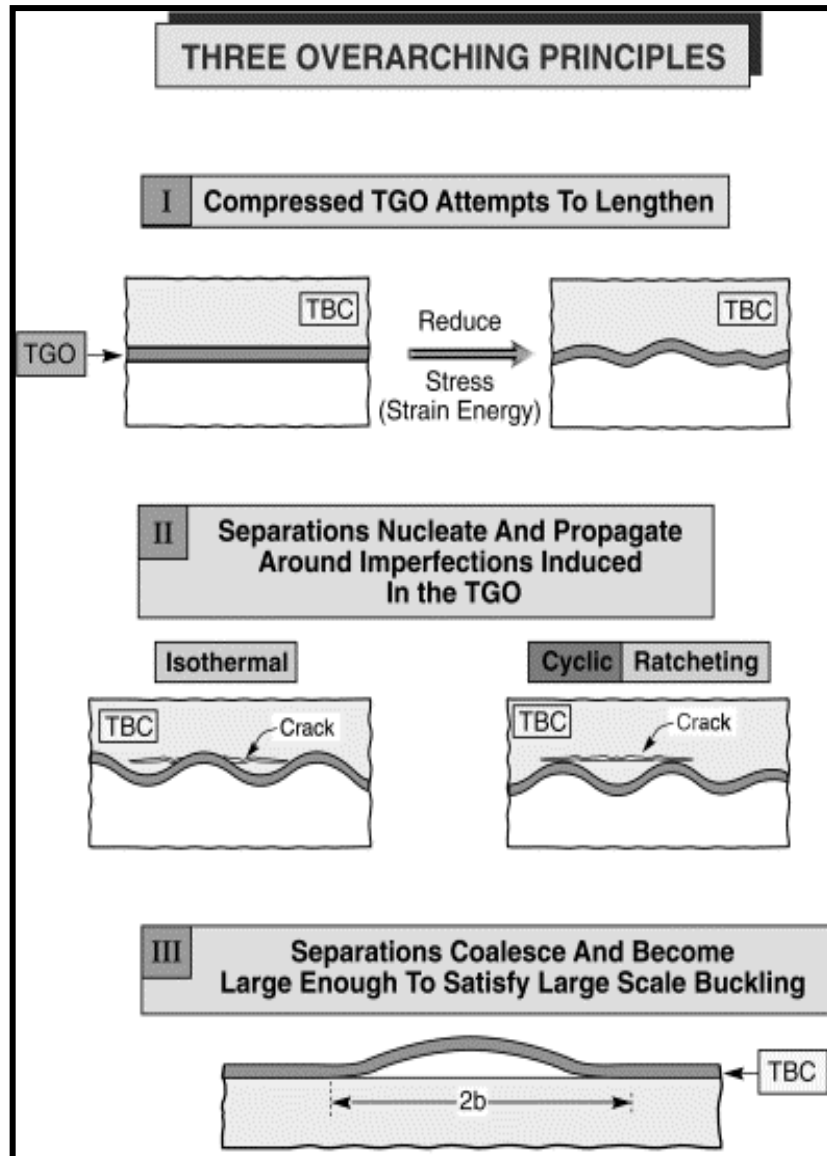 THREE OVERARCHING PRINCIPLES
I Compressed TGO Attempts To Lengthen
TBC
TGO
Reduce
Stress
(Strain Energy)
TBC
II Separations Nucleate And Propagate
Around Imperfections Induced
In the TGO
Isothermal
Cyclic Ratcheting
TBC
Crack
TBC
Crack
III Separations Coalesce And Become
Large Enough To Satisfy Large Scale Buckling
TBC
2b